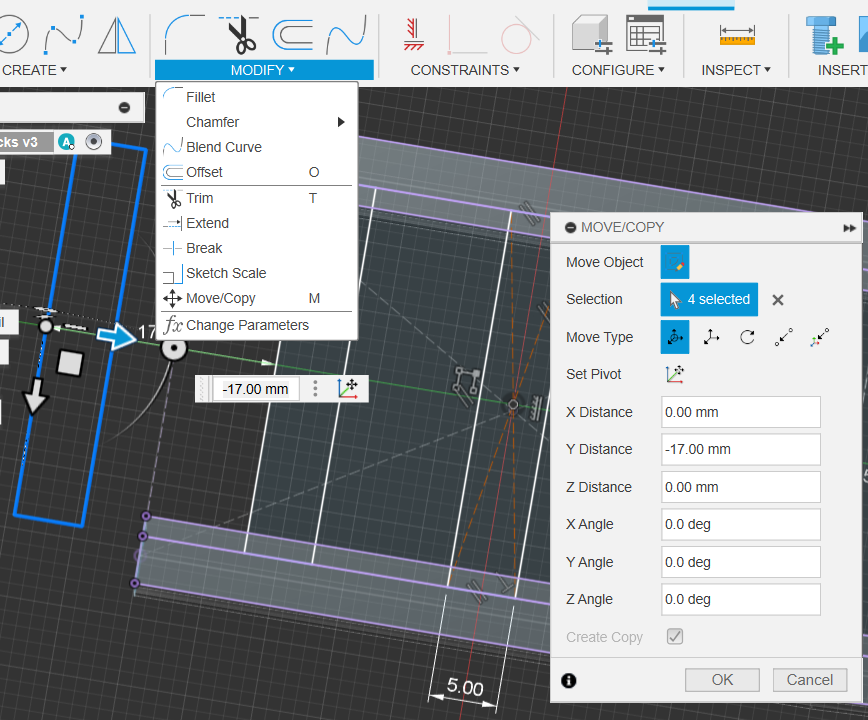 CREATE ▾
MODIFY ▾
CONSTRAINTS ▾
CONFIGURE ▾
INSPECT ▾
INSERT
cks v3
A
Fillet
Chamfer
Blend Curve
Offset O
Trim T
Extend
Break
Sketch Scale
Move/Copy M
fx Change Parameters
17
-17.00 mm
5.00
MOVE/COPY
Move Object
Selection 4 selected
Move Type
Set Pivot
X Distance 0.00 mm
Y Distance -17.00 mm
Z Distance 0.00 mm
X Angle 0.0 deg
Y Angle 0.0 deg
Z Angle 0.0 deg
Create Copy
OK Cancel